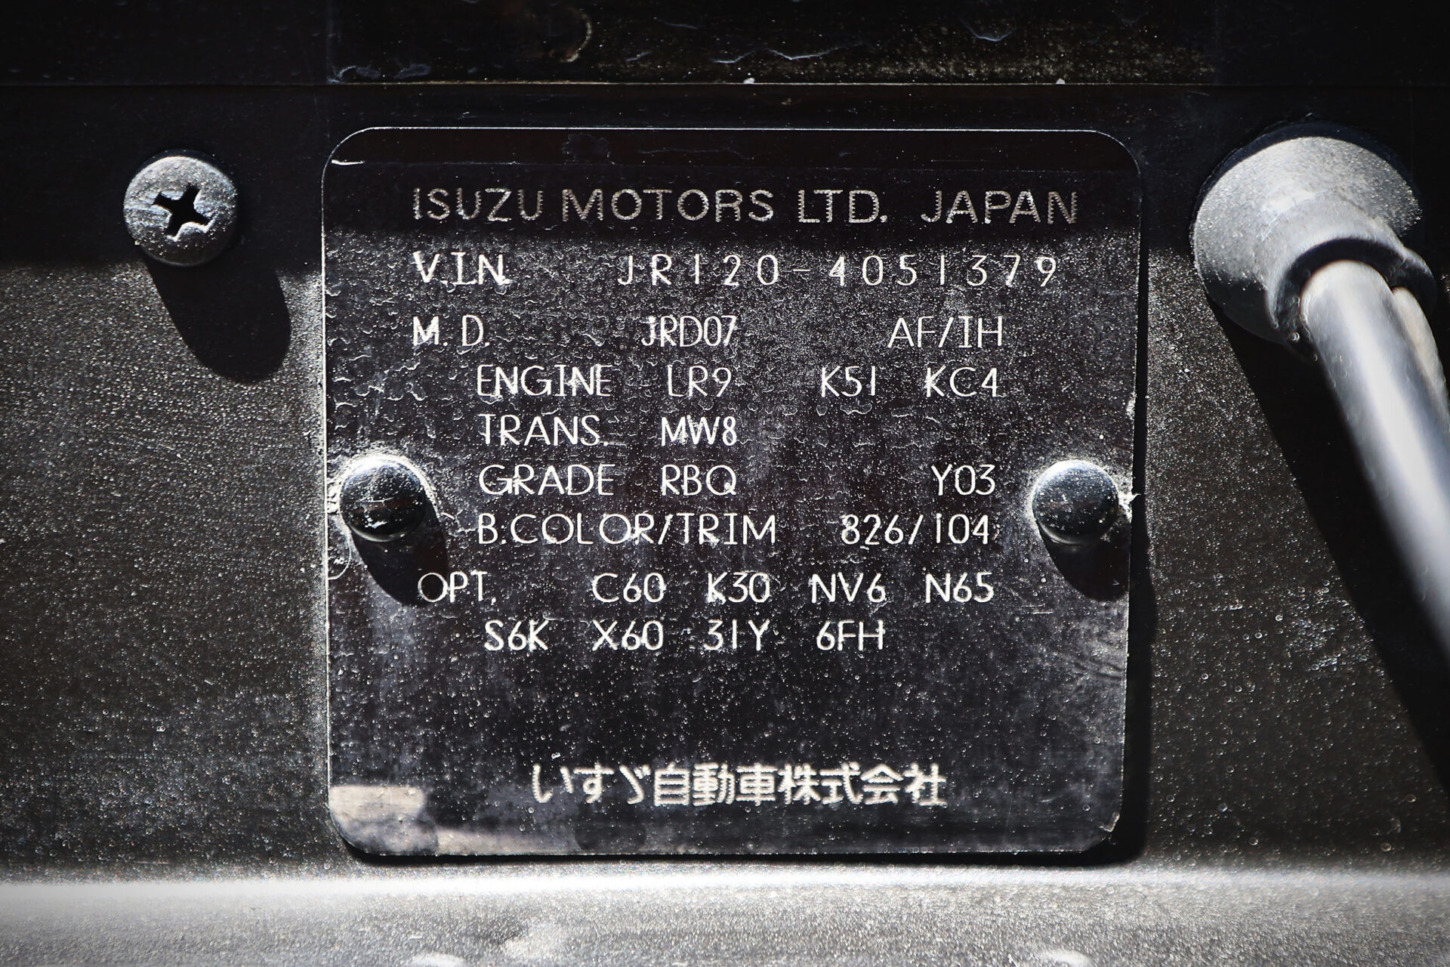 ISUZU MOTORS LTD. JAPAN
V.I.N. JR120-4051379
M.D. JRD07 AF/1H
ENGINE LR9 K51 KC4
TRANS. MW8
GRADE RBQ Y03
B.COLOR/TRIM 826/104
OPT. C60 K30 NV6 N65
S6K X60 31Y 6FH
いすゞ自動車株式会社